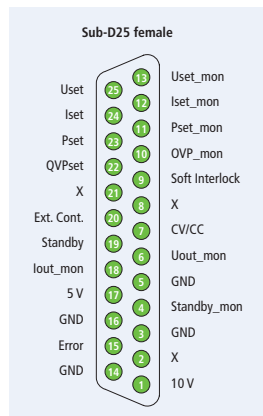 Sub-D25 female
Uset 25 13 Uset_mon
Iset 24 12 Iset_mon
Pset 23 11 Pset_mon
QVPset 22 10 OVP_mon
X 21 9 Soft Interlock
Ext. Cont. 20 8 X
Standby 19 7 CV/CC
Iout_mon 18 6 Uout_mon
5 V 17 5 GND
GND 16 4 Standby_mon
Error 15 3 GND
GND 14 2 X
1 10 V